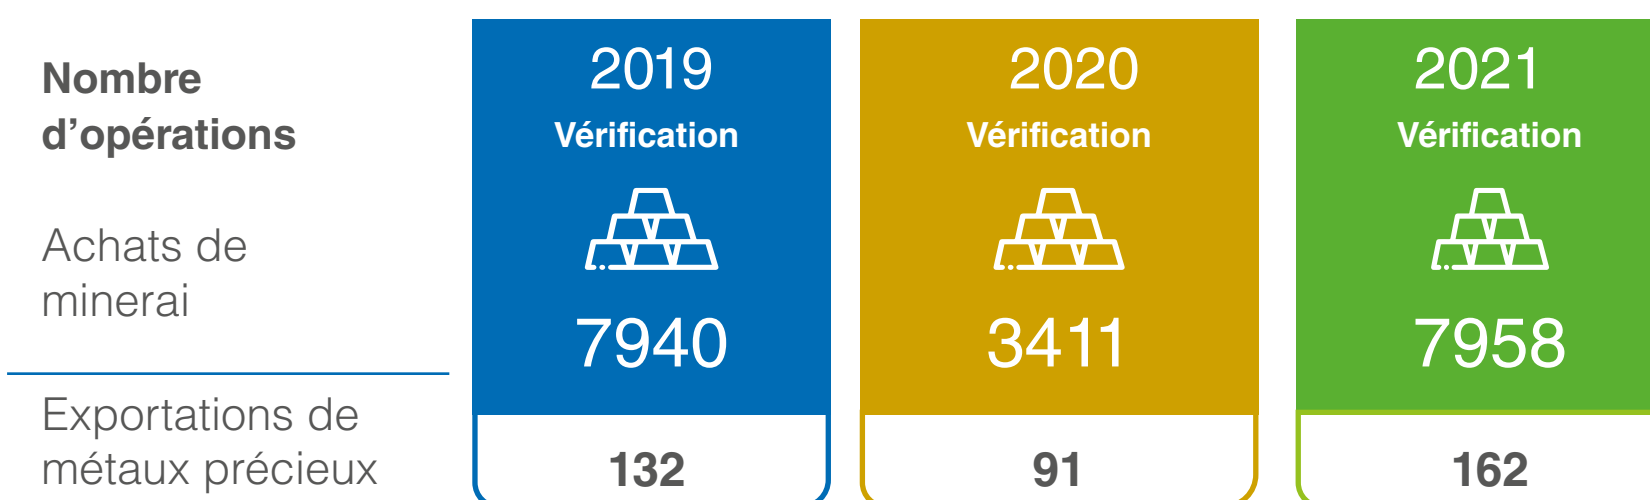 Nombre
d’opérations
2019
Vérification
2020
Vérification
2021
Vérification
Achats de
minerai
7940
3411
7958
Exportations de
métaux précieux
132
91
162